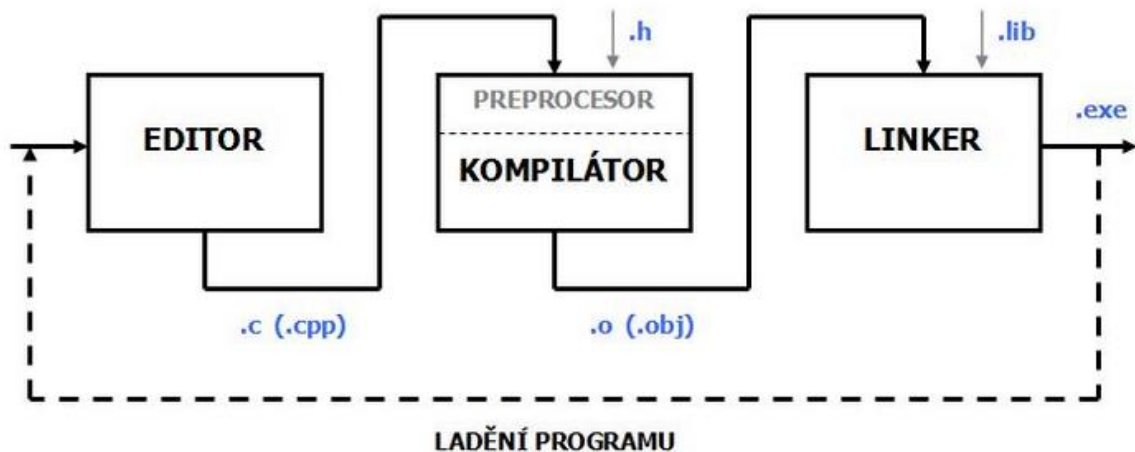 .h
.lib
PREPROCESOR
.exe
EDITOR
KOMPILÁTOR
LINKER
.c (.cpp)
.o (.obj)
LADĚNÍ PROGRAMU